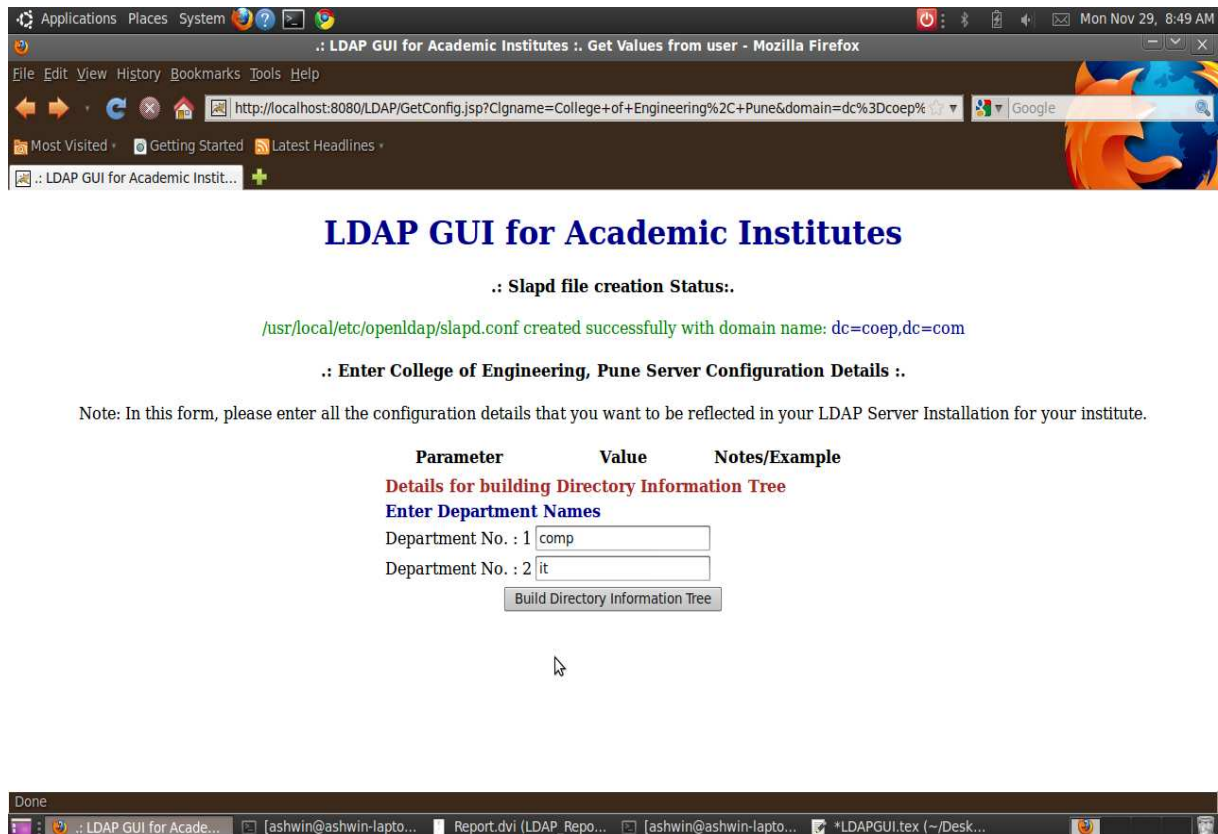 Applications Places System Mon Nov 29, 8:49 AM
.: LDAP GUI for Academic Institutes :. Get Values from user - Mozilla Firefox
File Edit View History Bookmarks Tools Help
http://localhost:8080/LDAP/GetConfig.jsp?Clgname=College+of+Engineering%2C+Pune&domain=dc%3Dcoep% Google
Most Visited Getting Started Latest Headlines
.: LDAP GUI for Academic Instit...
LDAP GUI for Academic Institutes
.: Slapd file creation Status:.
/usr/local/etc/openldap/slapd.conf created successfully with domain name: dc=coep,dc=com
.: Enter College of Engineering, Pune Server Configuration Details :.
Note: In this form, please enter all the configuration details that you want to be reflected in your LDAP Server Installation for your institute.
Parameter Value Notes/Example
Details for building Directory Information Tree
Enter Department Names
Department No. : 1 comp
Department No. : 2 it
Build Directory Information Tree
Done
.: LDAP GUI for Acade... [ashwin@ashwin-lapto... Report.dvi (LDAP_Repo... [ashwin@ashwin-lapto... *LDAPGUI.tex (~/Desk...